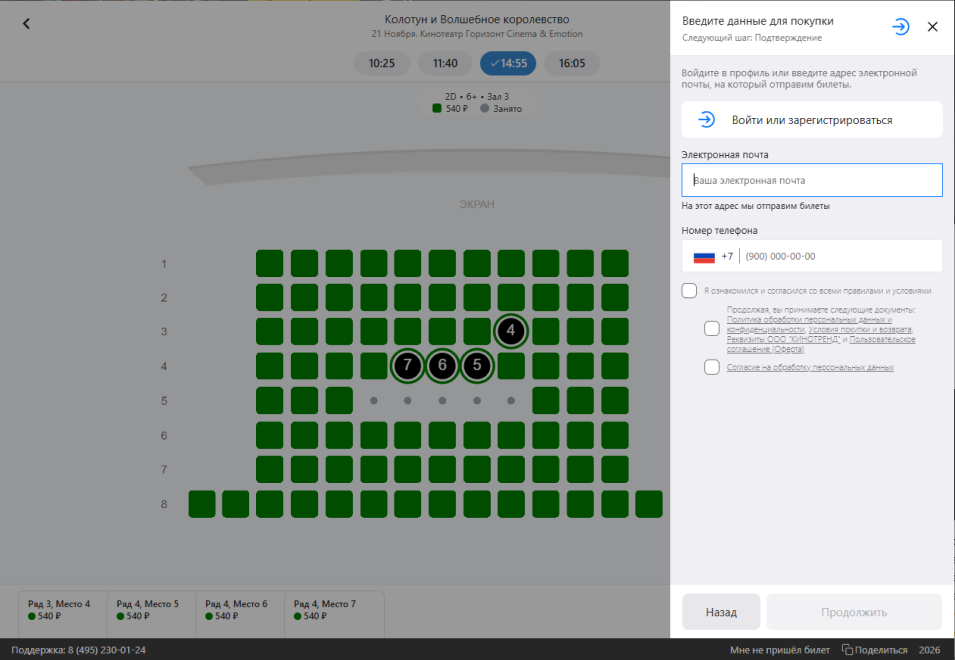 Колотун и Волшебное королевство
21 Ноября. Кинотеатр Горизонт Cinema & Emotion
10:25 11:40 14:55 16:05
2D • 6+ • Зал 3
540 ₽ Занято
ЭКРАН
1
2
3 4
4 7 6 5
5
6
7
8
Ряд 3, Место 4 Ряд 4, Место 5 Ряд 4, Место 6 Ряд 4, Место 7
540 ₽ 540 ₽ 540 ₽ 540 ₽
Введите данные для покупки
Следующий шаг: Подтверждение
Войдите в профиль или введите адрес электронной
почты, на который отправим билеты.
Войти или зарегистрироваться
Электронная почта
Ваша электронная почта
На этот адрес мы отправим билеты
Номер телефона
+7 (900) 000-00-00
Я ознакомился и согласился со всеми правилами и условиями
Продолжая, вы принимаете следующие документы:
Политика обработки персональных данных и
конфиденциальности, Условия покупки и возврата,
Реквизиты ООО "КИНОТРЕНД" и Пользовательское
соглашение (Оферта)
Согласие на обработку персональных данных
Назад Продолжить
Поддержка: 8 (495) 230-01-24 Мне не пришёл билет Поделиться 2026